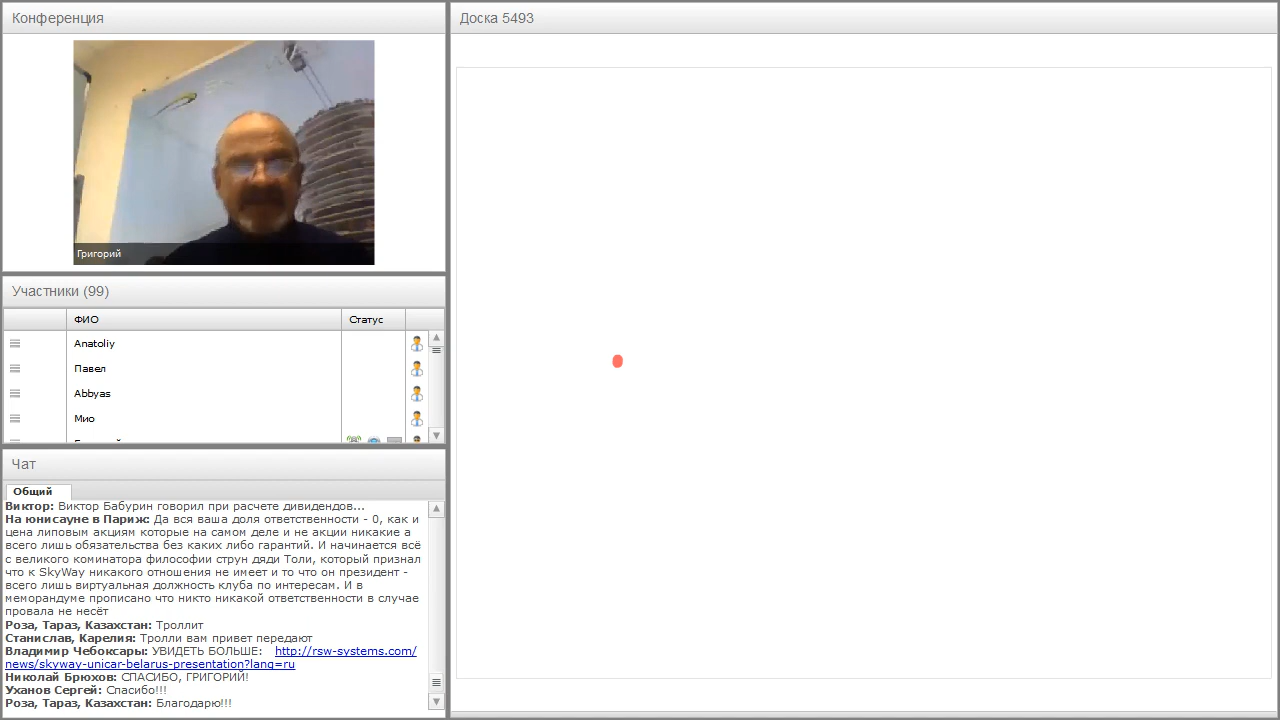 Конференция
Григорий
Участники (99)
ФИО
Статус
Anatoliy
Павел
Abbyas
Мио
Чат
Общий
Виктор: Виктор Бабурин говорил при расчете дивидендов...
На юнисауне в Париж: Да вся ваша доля ответственности - 0, как и
цена липовым акциям которые на самом деле и не акции никакие а
всего лишь обязательства без каких либо гарантий. И начинается всё
с великого коминатора философии струн дяди Толи, который признал
что к SkyWay никакого отношения не имеет и то что он президент -
всего лишь виртуальная должность клуба по интересам. И в
меморандуме прописано что никто никакой ответственности в случае
провала не несёт
Роза, Тараз, Казахстан: Троллит
Станислав, Карелия: Тролли вам привет передают
Владимир Чебоксары: УВИДЕТЬ БОЛЬШЕ: http://rsw-systems.com/
news/skyway-unicar-belarus-presentation?lang=ru
Николай Брюхов: СПАСИБО, ГРИГОРИЙ!
Уханов Сергей: Спасибо!!!
Роза, Тараз, Казахстан: Благодарю!!!
Доска 5493